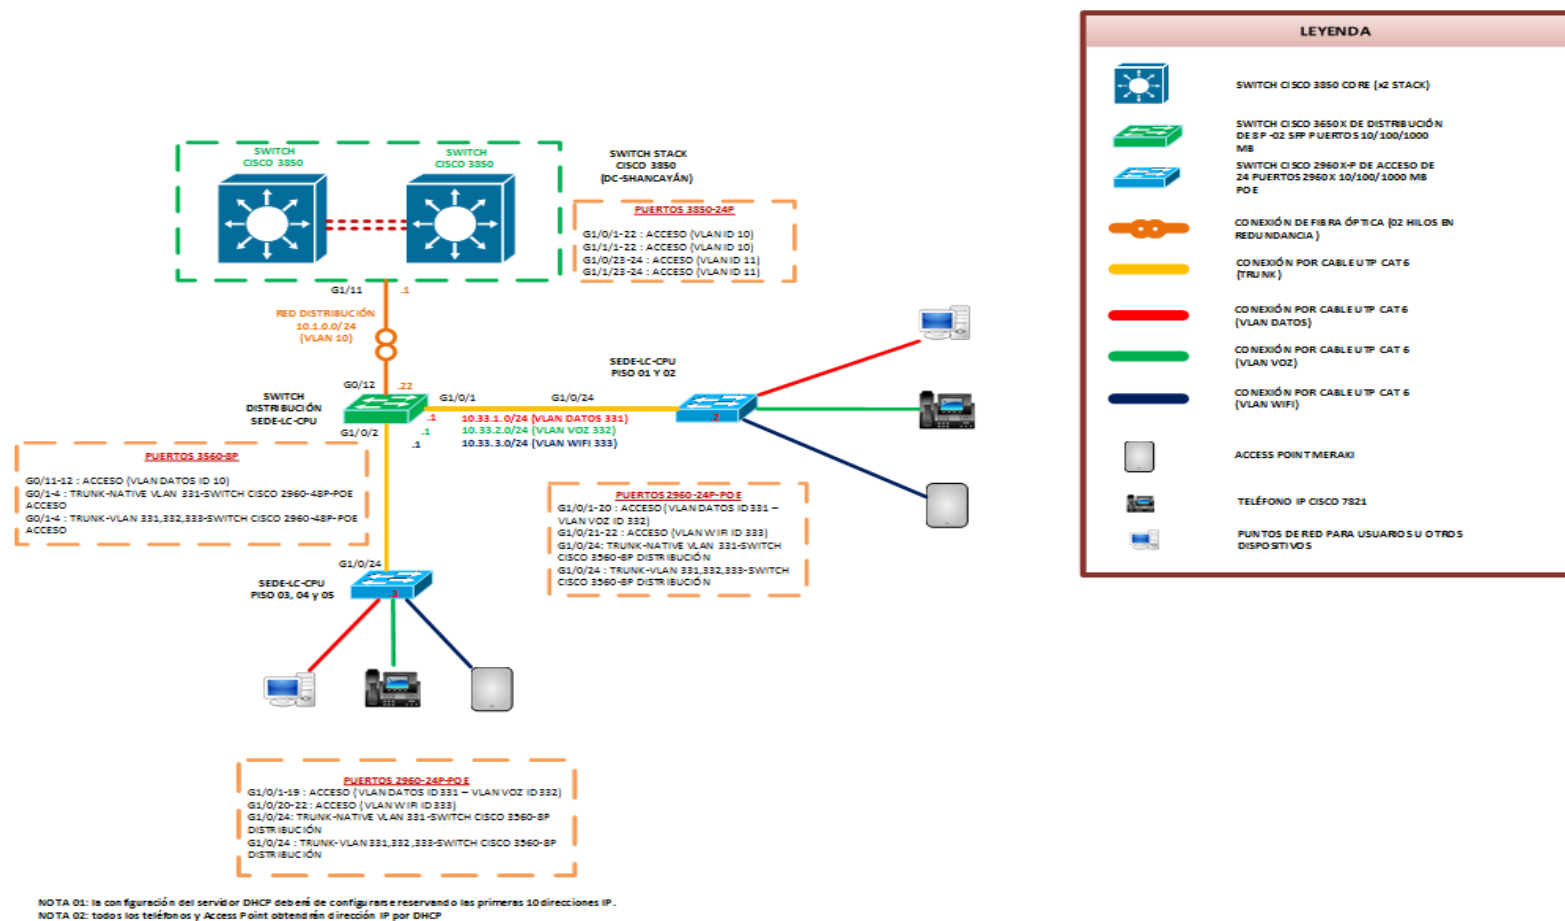 LEYENDA
SWITCH CISCO 3850 CORE (x2 STACK)
SWITCH CISCO 3650X DE DISTRIBUCIÓN
DE 8P -02 SFP PUERTOS 10/100/1000
MB
SWITCH CISCO 2960X-P DE ACCESO DE
24 PUERTOS 2960X 10/100/1000 MB
POE
CONEXIÓN DE FIBRA ÓPTICA (02 HILOS EN
REDUNDANCIA)
CONEXIÓN POR CABLE UTP CAT 6
(TRUNK)
CONEXIÓN POR CABLE UTP CAT 6
(VLAN DATOS)
CONEXIÓN POR CABLE UTP CAT 6
(VLAN VOZ)
CONEXIÓN POR CABLE UTP CAT 6
(VLAN WIFI)
ACCESS POINT MERAKI
TELÉFONO IP CISCO 7821
PUNTOS DE RED PARA USUARIOS U OTROS
DISPOSITIVOS
SWITCH
CISCO 3850
SWITCH
CISCO 3850
SWITCH STACK
CISCO 3850
(DC-SHANCAYÁN)
PUERTOS 3850-24P
G1/0/1-22 : ACCESO (VLAN ID 10)
G1/1/1-22 : ACCESO (VLAN ID 10)
G1/0/23-24 : ACCESO (VLAN ID 11)
G1/1/23-24 : ACCESO (VLAN ID 11)
G1/11
.1
RED DISTRIBUCIÓN
10.1.0.0/24
(VLAN 10)
G0/12
.22
SWITCH
DISTRIBUCIÓN
SEDE-LC-CPU
G1/0/1
G1/0/24
SEDE-LC-CPU
PISO 01 Y 02
.2
.1
10.33.1.0/24 (VLAN DATOS 331)
.1
10.33.2.0/24 (VLAN VOZ 332)
.1
10.33.3.0/24 (VLAN WIFI 333)
G1/0/2
PUERTOS 3560-8P
G0/11-12 : ACCESO (VLAN DATOS ID 10)
G0/1-4 : TRUNK-NATIVE VLAN 331-SWITCH CISCO 2960-48P-POE
ACCESO
G0/1-4 : TRUNK-VLAN 331,332,333-SWITCH CISCO 2960-48P-POE
ACCESO
PUERTOS 2960-24P-POE
G1/0/1-20 : ACCESO (VLAN DATOS ID 331 –
VLAN VOZ ID 332)
G1/0/21-22 : ACCESO (VLAN WIFI ID 333)
G1/0/24: TRUNK-NATIVE VLAN 331-SWITCH
CISCO 3560-8P DISTRIBUCIÓN
G1/0/24 : TRUNK-VLAN 331,332,333-SWITCH
CISCO 3560-8P DISTRIBUCIÓN
G1/0/24
SEDE-LC-CPU
PISO 03, 04 y 05
.3
PUERTOS 2960-24P-POE
G1/0/1-19 : ACCESO (VLAN DATOS ID 331 – VLAN VOZ ID 332)
G1/0/20-22 : ACCESO (VLAN WIFI ID 333)
G1/0/24: TRUNK-NATIVE VLAN 331-SWITCH CISCO 3560-8P
DISTRIBUCIÓN
G1/0/24 : TRUNK-VLAN 331,332 ,333-SWITCH CISCO 3560-8P
DISTRIBUCIÓN
NOTA 01: la configuración del servidor DHCP deberá de configurarse reservando las primeras 10 direcciones IP.
NOTA 02: todos los teléfonos y Access Point obtendrán dirección IP por DHCP